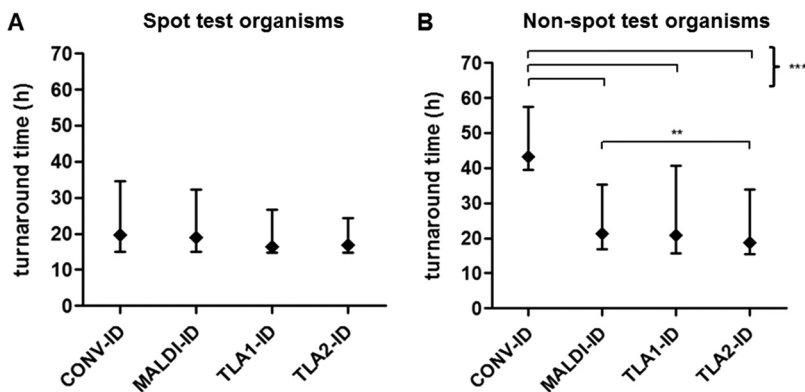 A
Spot test organisms
turnaround time (h)
70
60
50
40
30
20
10
0
CONV-ID
MALDI-ID
TLA1-ID
TLA2-ID
B
Non-spot test organisms
turnaround time (h)
70
60
50
40
30
20
10
0
***
**
CONV-ID
MALDI-ID
TLA1-ID
TLA2-ID